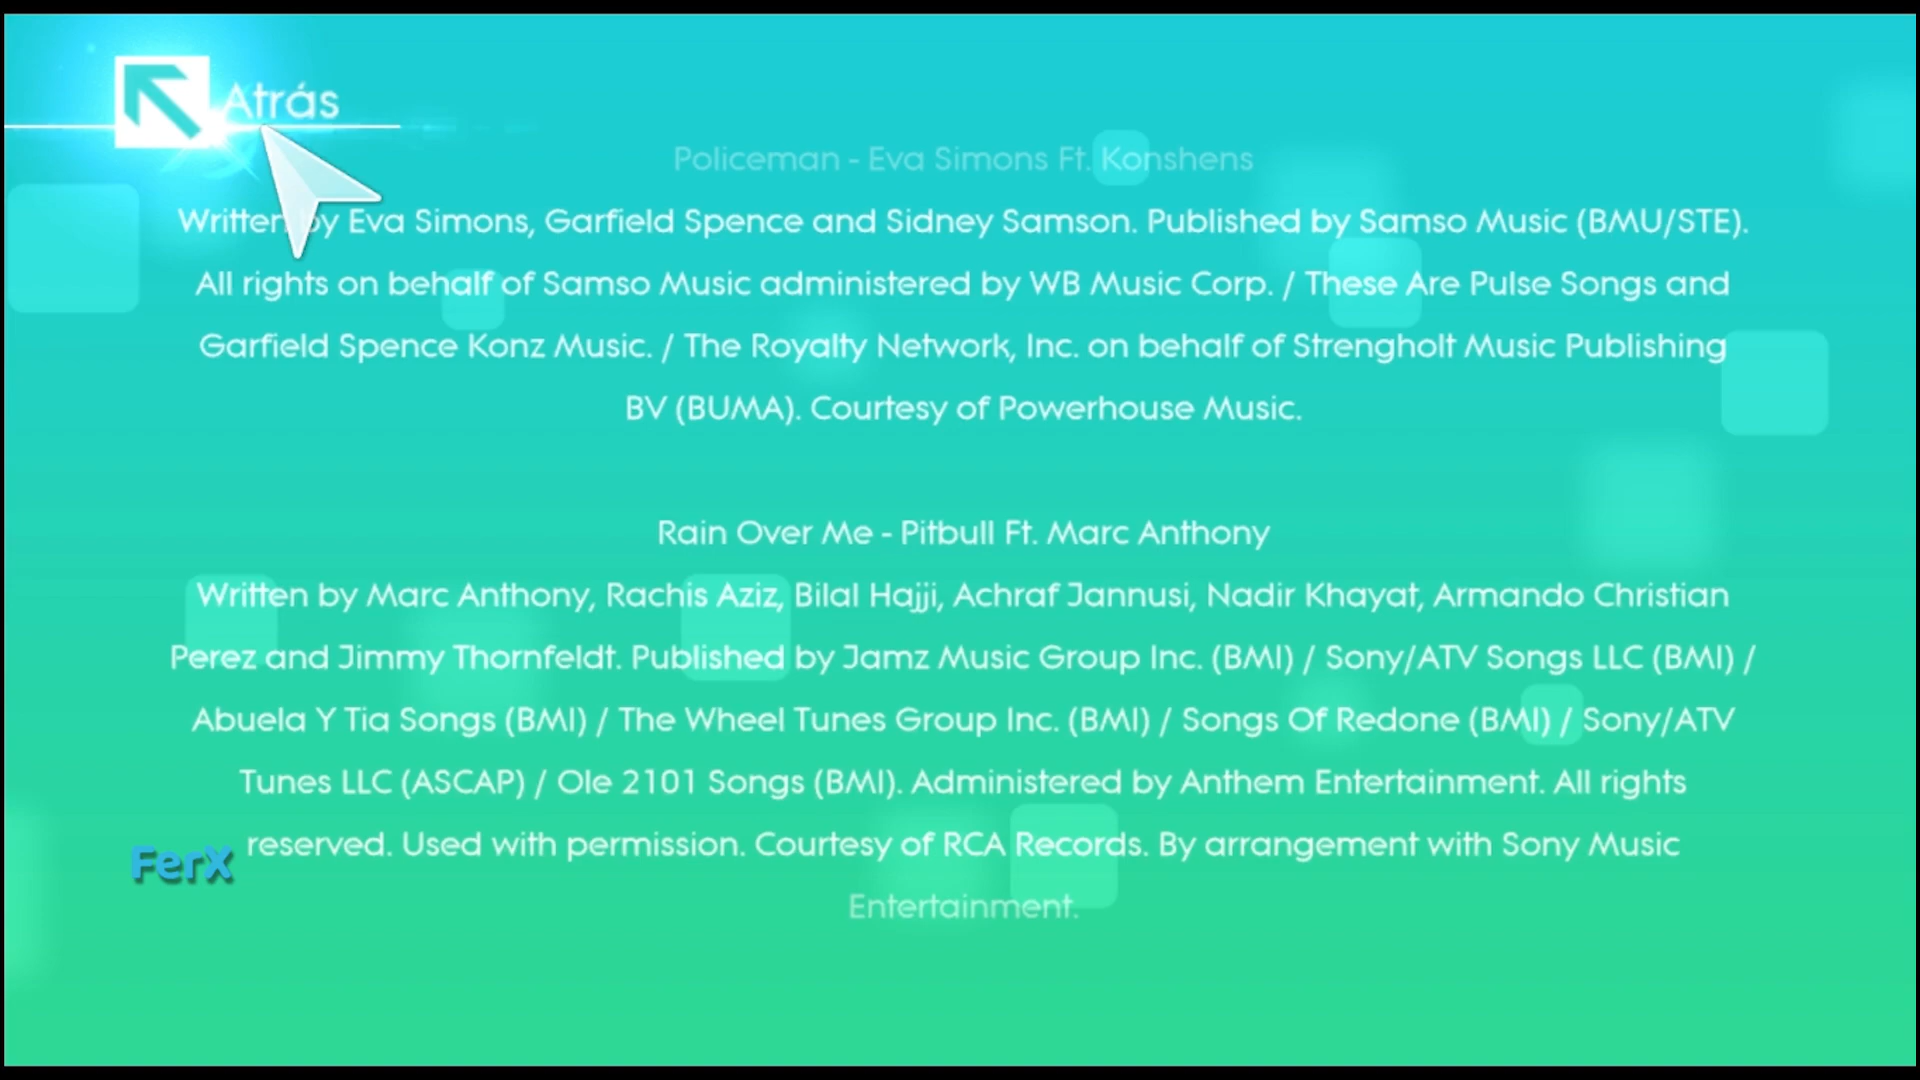 Atrás
Policeman - Eva Simons Ft. Konshens
Written by Eva Simons, Garfield Spence and Sidney Samson. Published by Samso Music (BMU/STE).
All rights on behalf of Samso Music administered by WB Music Corp. / These Are Pulse Songs and
Garfield Spence Konz Music. / The Royalty Network, Inc. on behalf of Strengholt Music Publishing
BV (BUMA). Courtesy of Powerhouse Music.
Rain Over Me - Pitbull Ft. Marc Anthony
Written by Marc Anthony, Rachis Aziz, Bilal Hajji, Achraf Jannusi, Nadir Khayat, Armando Christian
Perez and Jimmy Thornfeldt. Published by Jamz Music Group Inc. (BMI) / Sony/ATV Songs LLC (BMI) /
Abuela Y Tia Songs (BMI) / The Wheel Tunes Group Inc. (BMI) / Songs Of Redone (BMI) / Sony/ATV
Tunes LLC (ASCAP) / Ole 2101 Songs (BMI). Administered by Anthem Entertainment. All rights
reserved. Used with permission. Courtesy of RCA Records. By arrangement with Sony Music
Entertainment.
FerX